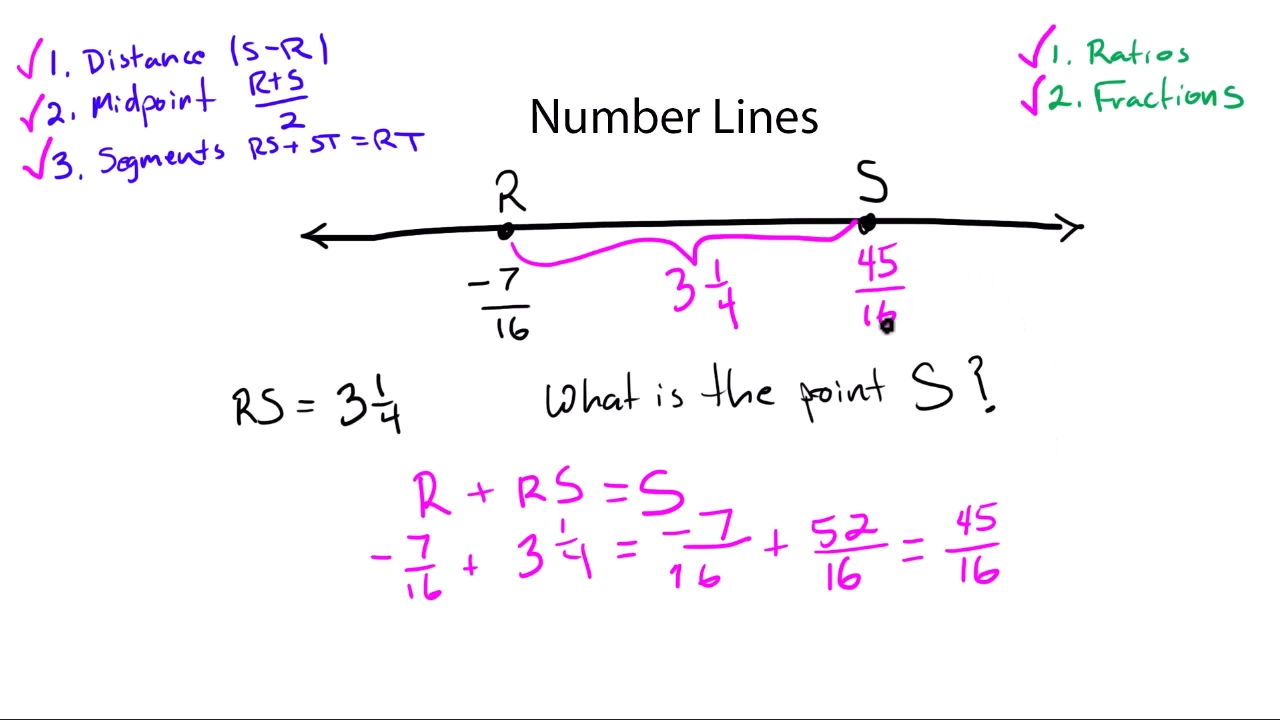 1. Distance |S-R|
2. Midpoint R+S/2
3. Segments RS+ST=RT
1. Ratios
2. Fractions
Number Lines
R S
-7/16 3 1/4 45/16
RS = 3 1/4 What is the point S?
R + RS = S
-7/16 + 3 1/4 = -7/16 + 52/16 = 45/16